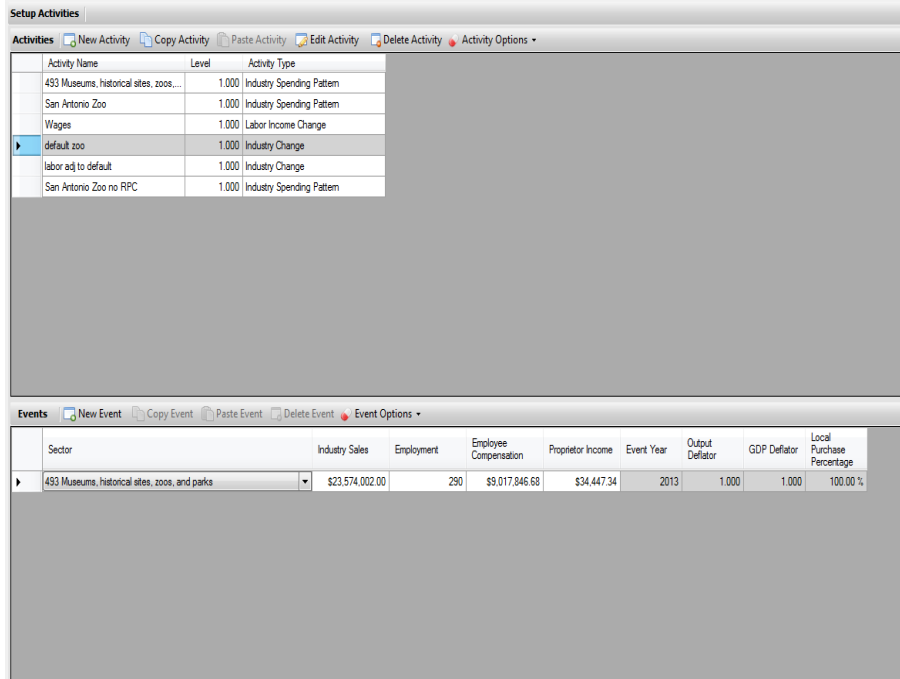 Setup Activities
Activities New Activity Copy Activity Paste Activity Edit Activity Delete Activity Activity Options
Activity Name Level Activity Type
493 Museums, historical sites, zoos,... 1.000 Industry Spending Pattern
San Antonio Zoo 1.000 Industry Spending Pattern
Wages 1.000 Labor Income Change
default zoo 1.000 Industry Change
labor adj to default 1.000 Industry Change
San Antonio Zoo no RPC 1.000 Industry Spending Pattern
Events New Event Copy Event Paste Event Delete Event Event Options
Sector Industry Sales Employment Employee Compensation Proprietor Income Event Year Output Deflator GDP Deflator Local Purchase Percentage
493 Museums, historical sites, zoos, and parks $23,574,002.00 290 $9,017,846.68 $34,447.34 2013 1.000 1.000 100.00 %